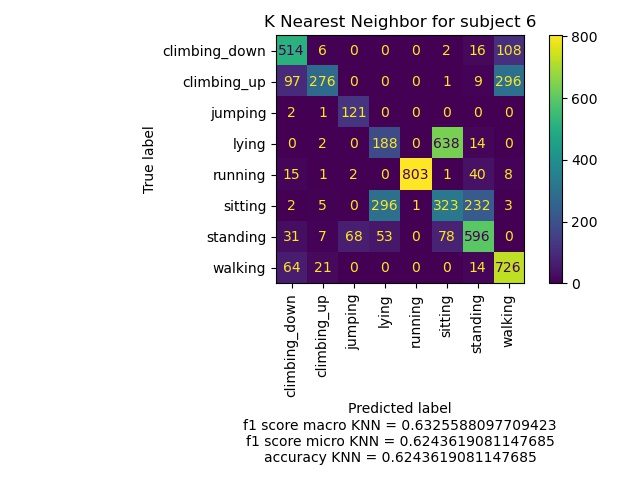 K Nearest Neighbor for subject 6
climbing_down 514 6 0 0 0 2 16 108
climbing_up 97 276 0 0 0 1 9 296
jumping 2 1 121 0 0 0 0 0
lying 0 2 0 188 0 638 14 0
running 15 1 2 0 803 1 40 8
sitting 2 5 0 296 1 323 232 3
standing 31 7 68 53 0 78 596 0
walking 64 21 0 0 0 0 14 726
True label
800
600
400
200
0
climbing_down
climbing_up
jumping
lying
running
sitting
standing
walking
Predicted label
f1 score macro KNN = 0.6325588097709423
f1 score micro KNN = 0.6243619081147685
accuracy KNN = 0.6243619081147685